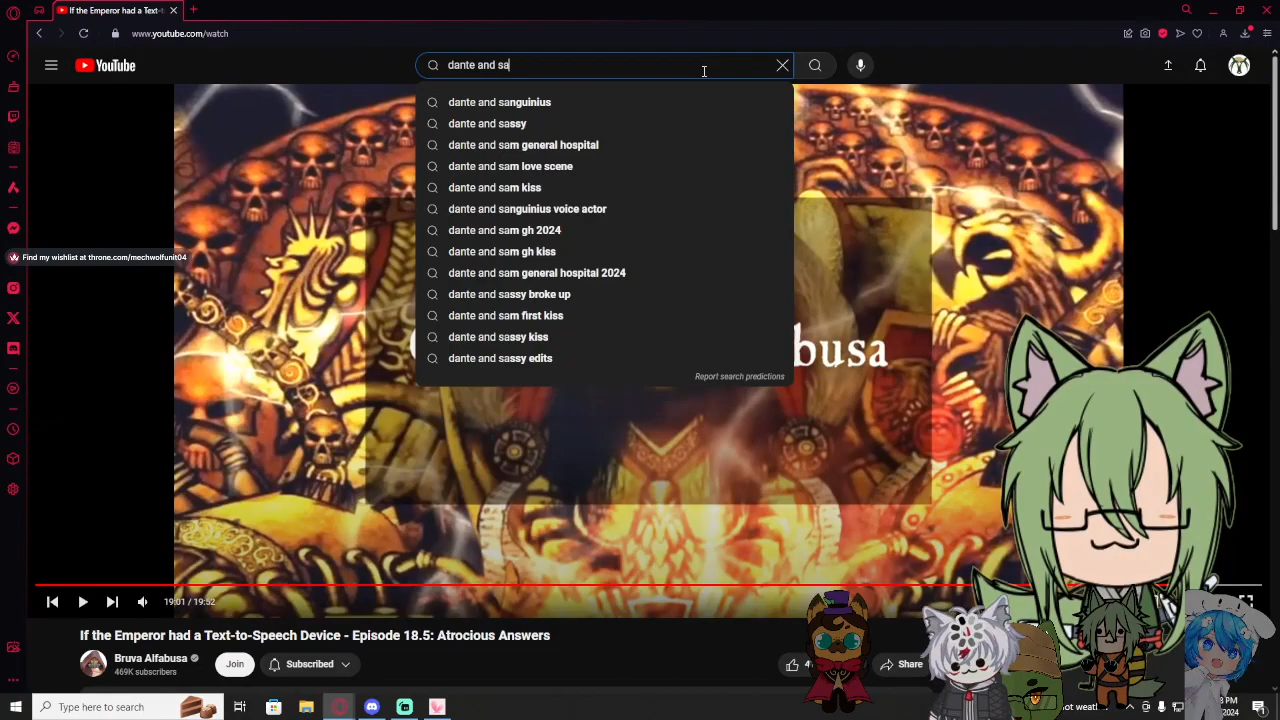 If the Emperor had a Text-
www.youtube.com/watch
YouTube
dante and sa
dante and sanguinius
dante and sassy
dante and sam general hospital
dante and sam love scene
dante and sam kiss
dante and sanguinius voice actor
dante and sam gh 2024
dante and sam gh kiss
Find my wishlist at throne.com/mechwolfunit04
dante and sam general hospital 2024
dante and sassy broke up
dante and sam first kiss
dante and sassy kiss
dante and sassy edits
busa
Report search predictions
19:01 / 19:52
If the Emperor had a Text-to-Speech Device - Episode 18.5: Atrocious Answers
Bruva Alfabusa
469K subscribers
Join
Subscribed
Share
Type here to search